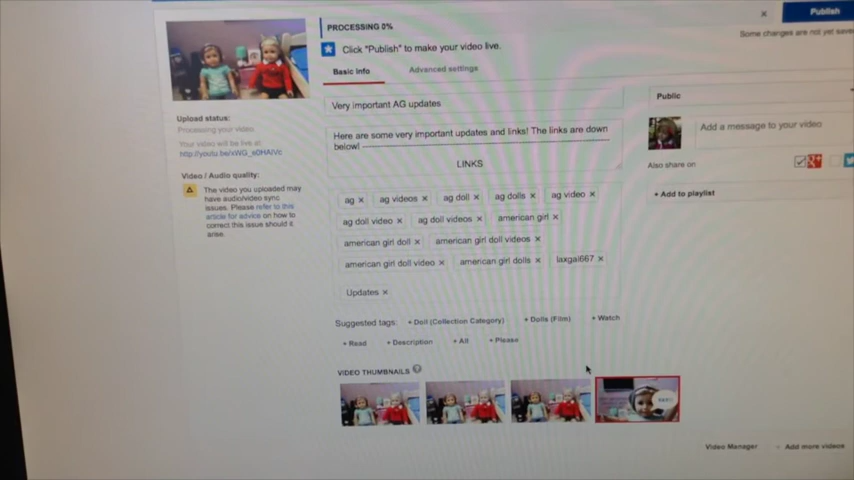 PROCESSING 0%
Publish
Click "Publish" to make your video live.
Some changes are not yet saved
Basic info
Advanced settings
Very important AG updates
Public
Upload status:
Processing your video.
Your video will be live at:
Here are some very important updates and links! The links are down
below!
Add a message to your video
LINKS
Also share on
Video / Audio quality:
The video you uploaded may
have audio/video sync
issues. Please refer to this
article for advice on how to
correct this issue should it
arise.
+ Add to playlist
ag × ag videos × ag doll × ag dolls × ag video ×
ag doll video × ag doll videos × american girl ×
american girl doll × american girl doll videos ×
american girl doll video × american girl dolls × laxgal667 ×
Updates ×
Suggested tags: + Doll (Collection Category) + Dolls (Film) + Watch
+ Read + Description + All + Please
VIDEO THUMBNAILS ?
Video Manager + Add more videos